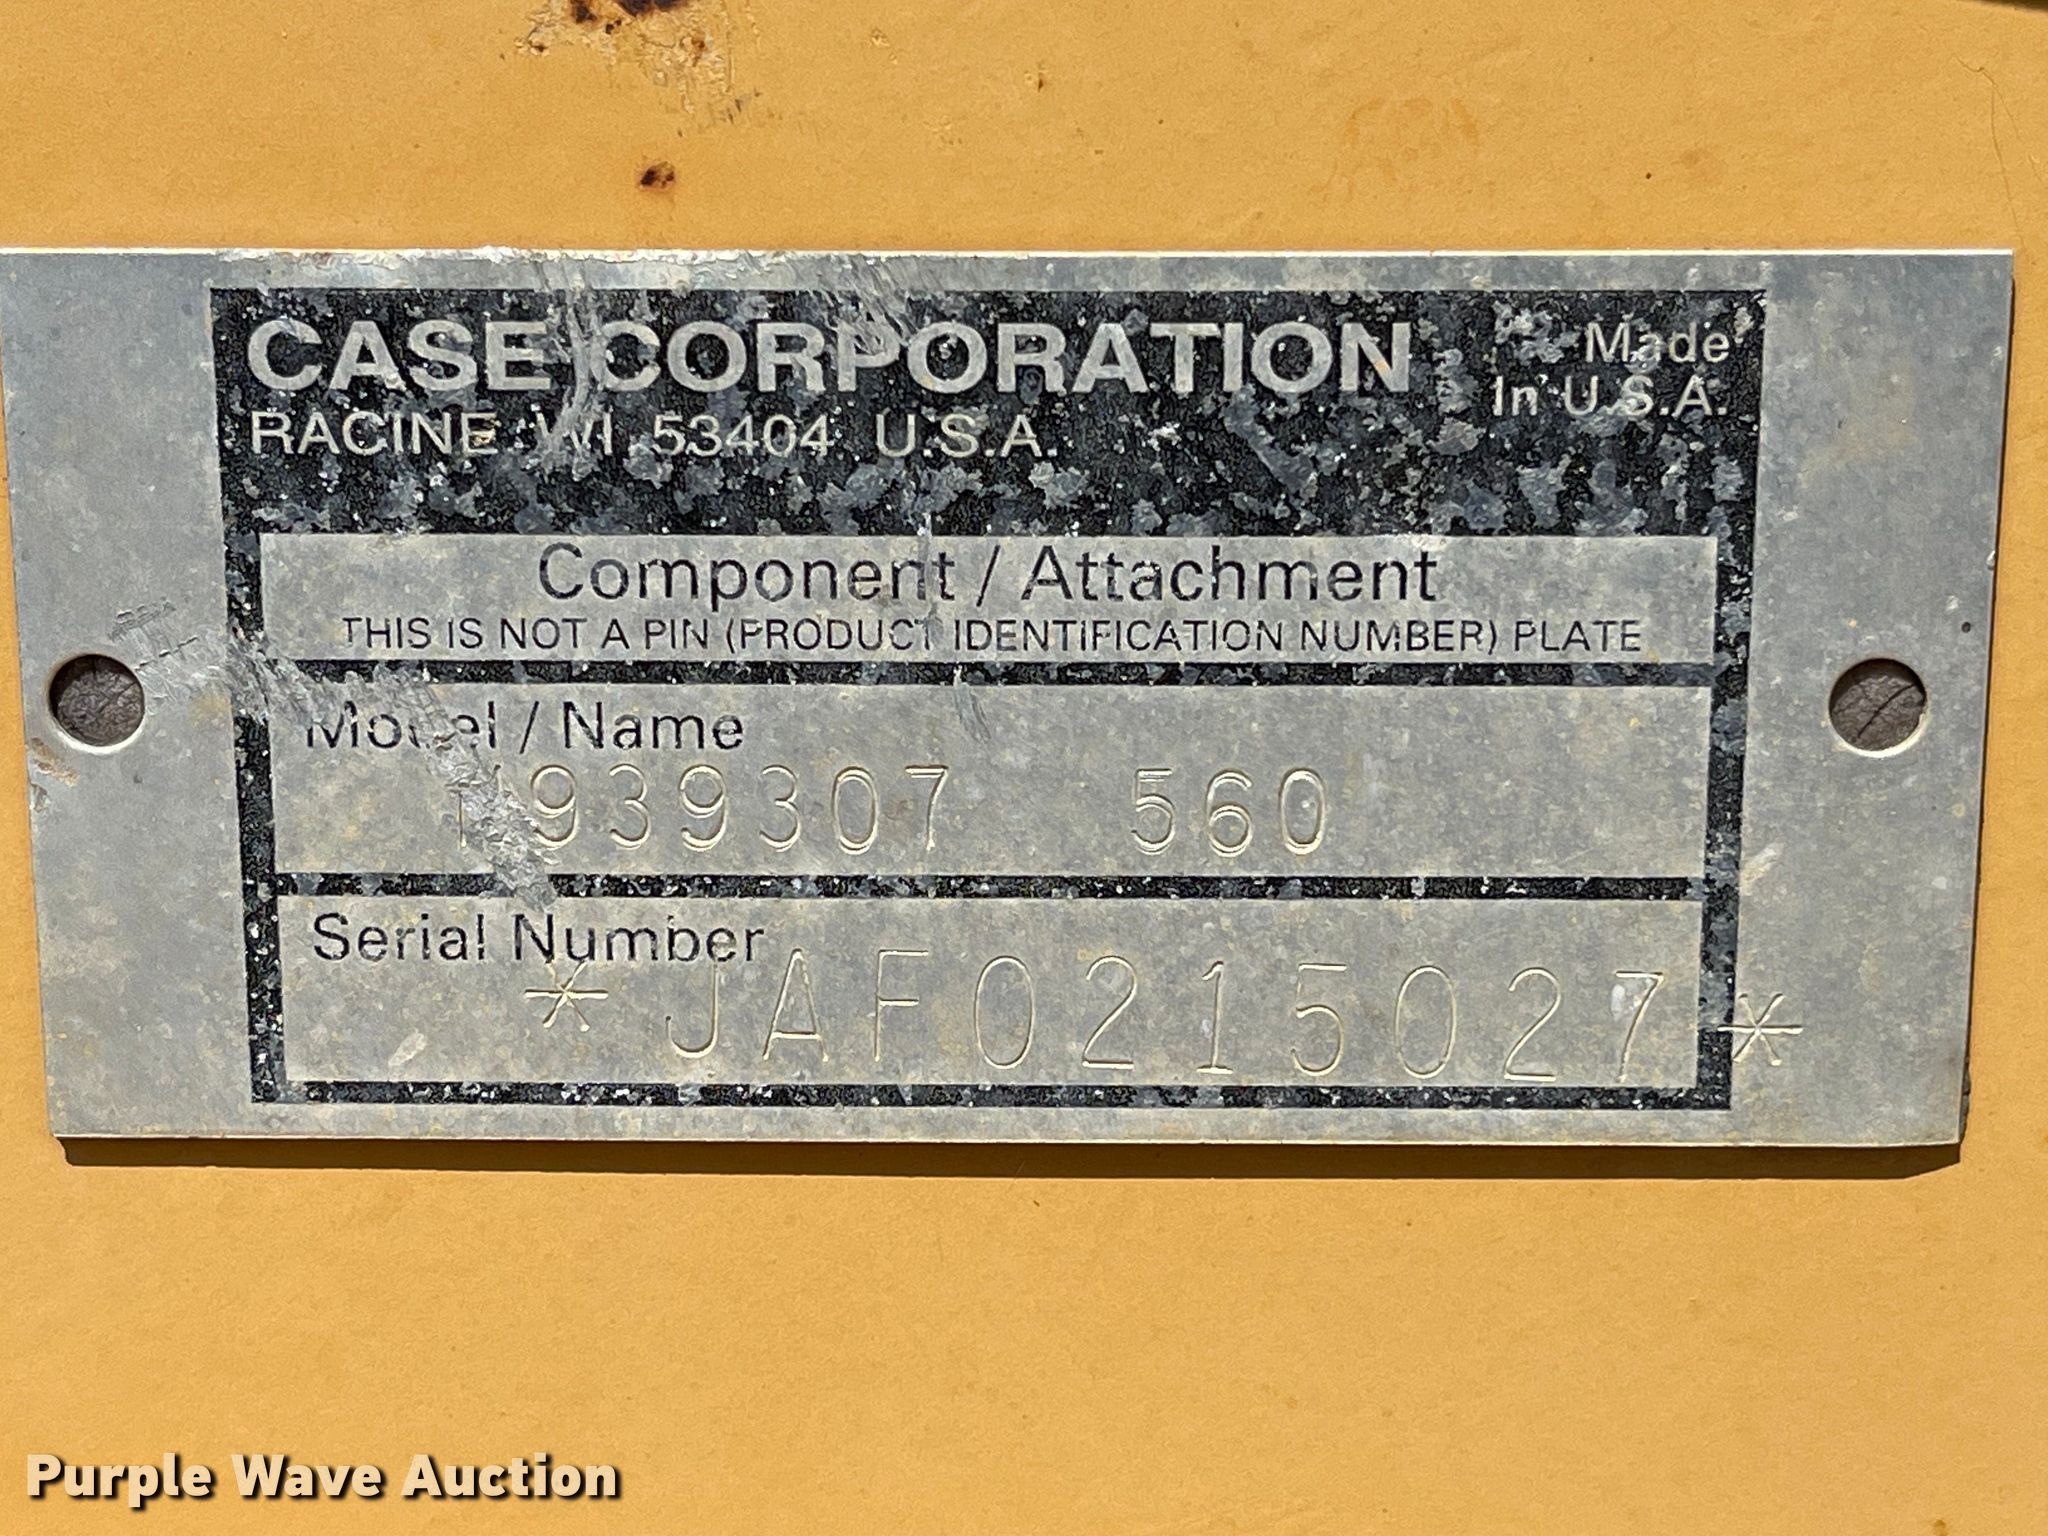 CASE CORPORATION
Made
In U.S.A.
RACINE WI 53404 U.S.A.
Component / Attachment
THIS IS NOT A PIN (PRODUCT IDENTIFICATION NUMBER) PLATE
Model / Name
1939307 560
Serial Number
*JAF0215027*
Purple Wave Auction